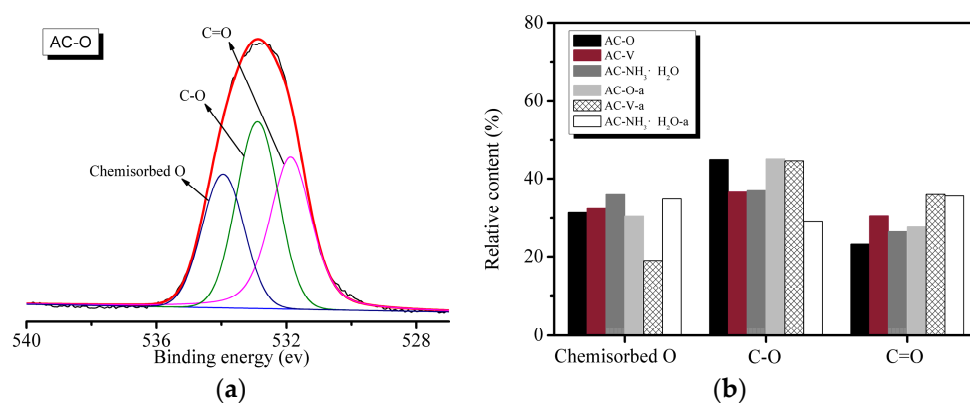 AC-O
C=O
C-O
Chemisorbed O
540
536
532
528
Binding energy (ev)
(a)
80
60
40
20
0
Relative content (%)
AC-O
AC-V
AC-NH₃· H₂O
AC-O-a
AC-V-a
AC-NH₃· H₂O-a
Chemisorbed O
C-O
C=O
(b)